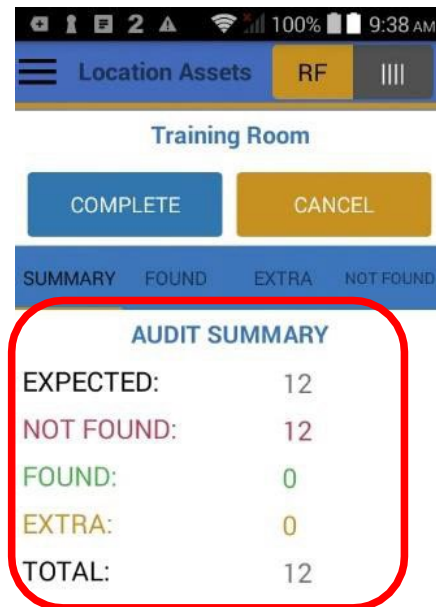 2 100% 9:38 AM
Location Assets RF
Training Room
COMPLETE CANCEL
SUMMARY FOUND EXTRA NOT FOUND
AUDIT SUMMARY
EXPECTED: 12
NOT FOUND: 12
FOUND: 0
EXTRA: 0
TOTAL: 12